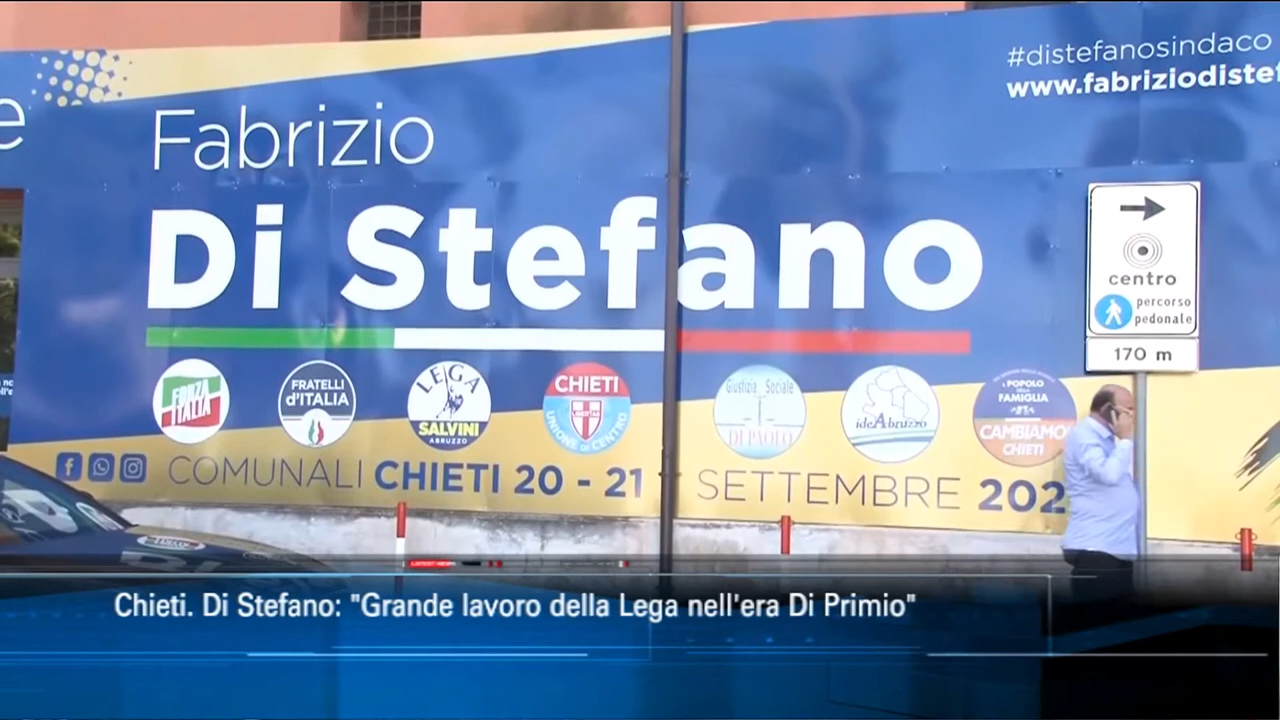 #distefanosindaco
www.fabriziodistef
e
Fabrizio
Di Stefano
centro
percorso
pedonale
170 m
FORZA
ITALIA
FRATELLI
d'ITALIA
LEGA
SALVINI
ABRUZZO
CHIETI
LIBERTAS
UNIONE DI CENTRO
Giustizia Sociale
DI PAOLO
ideAbruzzo
IL POPOLO
DELLA
FAMIGLIA
CAMBIAMO!
CHIETI
COMUNALI CHIETI 20 - 21 SETTEMBRE 202
Chieti. Di Stefano: "Grande lavoro della Lega nell'era Di Primio"